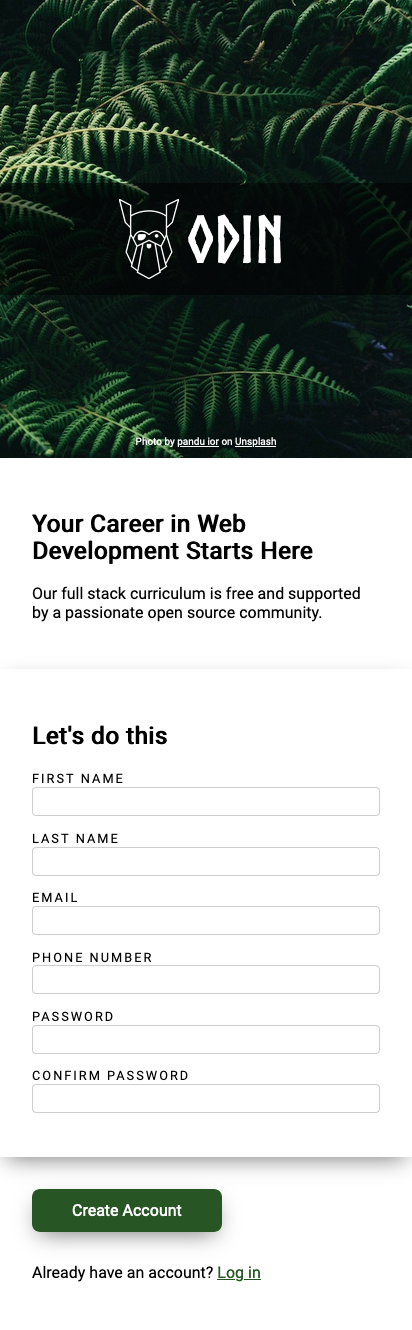 ODIN
Photo by pandu ior on Unsplash
Your Career in Web
Development Starts Here
Our full stack curriculum is free and supported
by a passionate open source community.
Let's do this
FIRST NAME
LAST NAME
EMAIL
PHONE NUMBER
PASSWORD
CONFIRM PASSWORD
Create Account
Already have an account? Log in